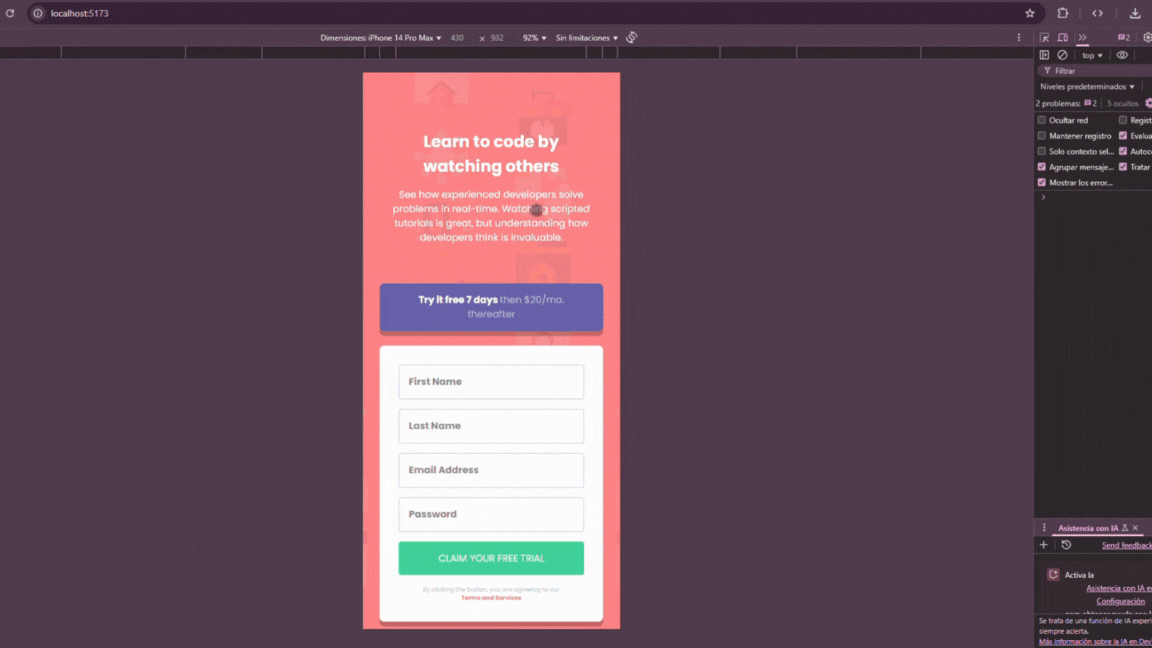 localhost:5173
Dimensiones: iPhone 14 Pro Max ▼ 430 x 932 92% ▼ Sin limitaciones ▼
2
top ▼
Filtrar
Niveles predeterminados ▼
2 problemas: 2 5 ocultos
Ocultar red Regist
Mantener registro Evalua
Solo contexto sel... Autoco
Agrupar mensaje... Tratar
Mostrar los error...
Learn to code by
watching others
See how experienced developers solve
problems in real-time. Watching scripted
tutorials is great, but understanding how
developers think is invaluable.
Try it free 7 days then $20/mo.
thereafter
First Name
Last Name
Email Address
Password
CLAIM YOUR FREE TRIAL
By clicking the button, you are agreeing to our
Terms and Services
Asistencia con IA
Send feedback
Activa la
Asistencia con IA en
Configuración
Se trata de una función de IA experi
siempre acierta.
Más información sobre la IA en Dev